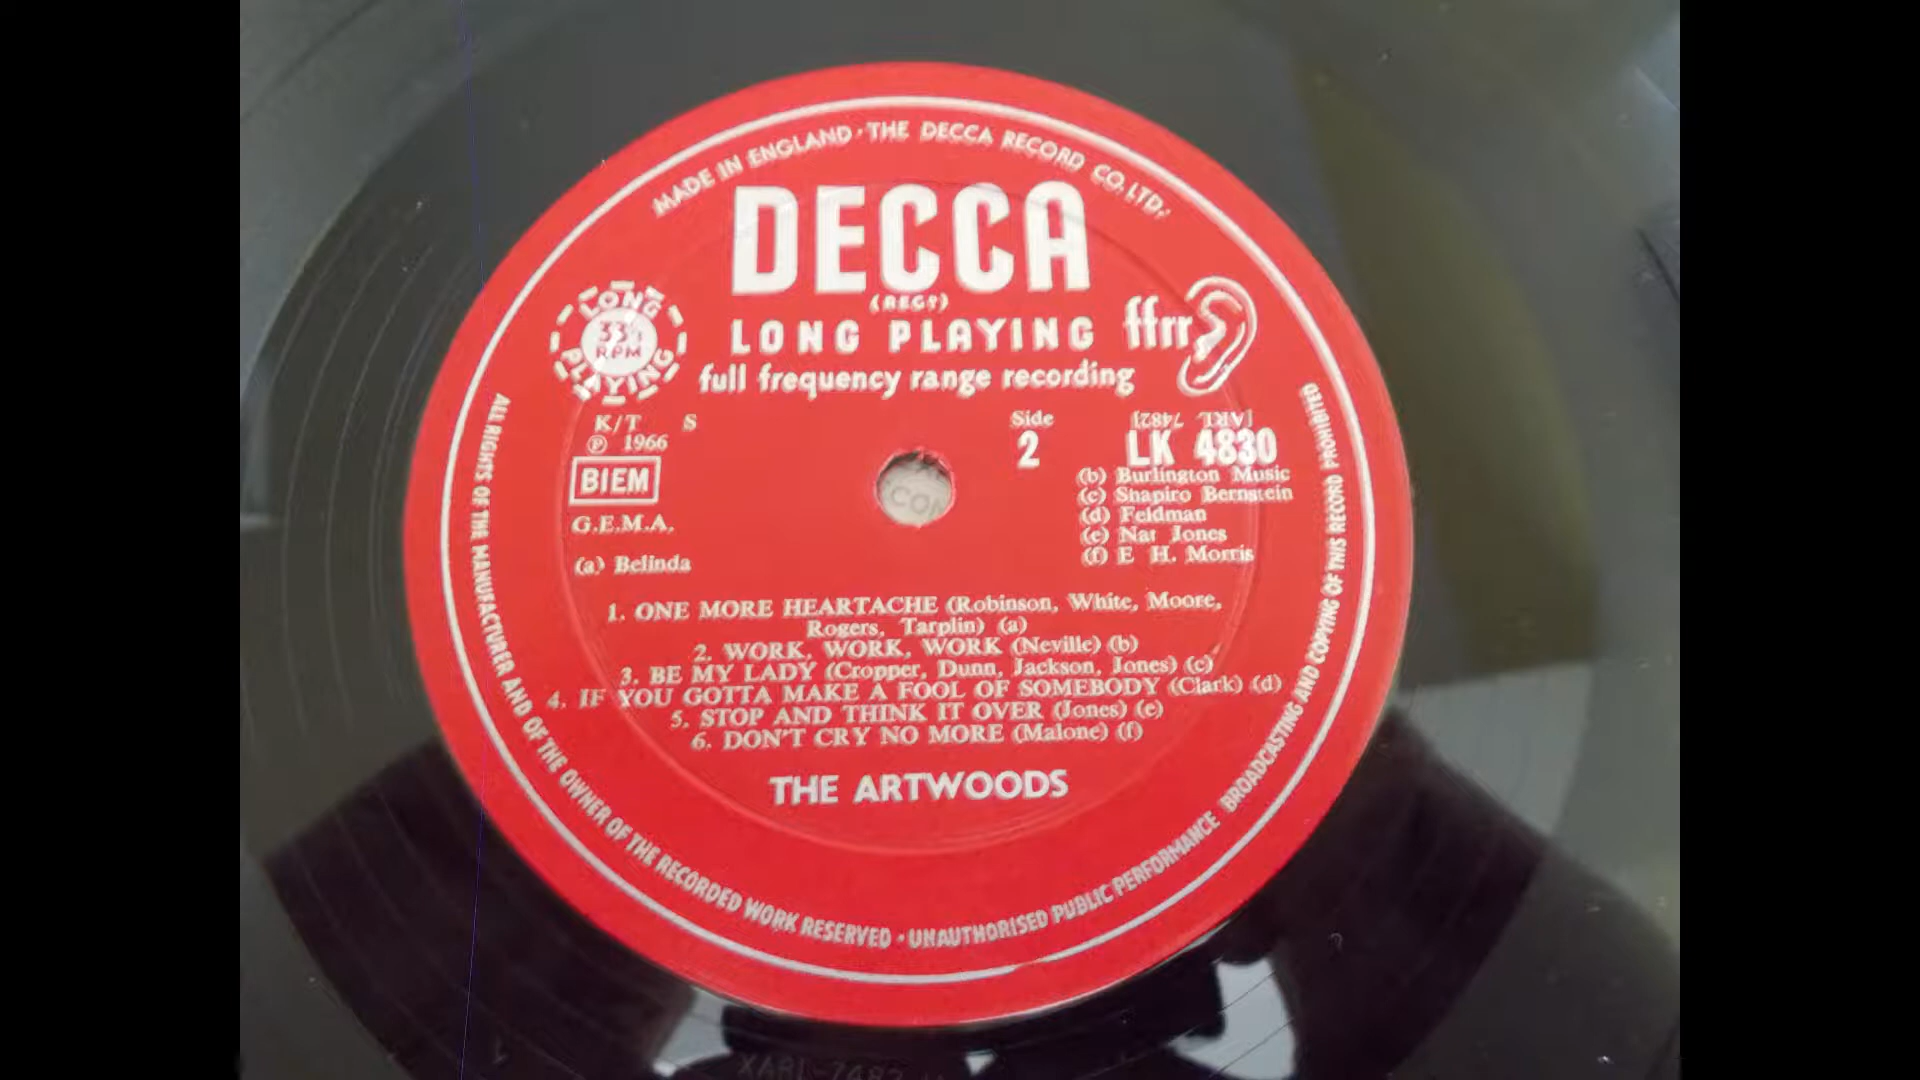 MADE IN ENGLAND · THE DECCA RECORD CO, LTD.
DECCA
(REGD)
LONG PLAYING
33⅓
RPM
LONG PLAYING
ffrr
full frequency range recording
K/T S
Ⓟ 1966
BIEM
G.E.M.A.
(a) Belinda
Side
2
[ARL 7482]
LK 4830
(b) Burlington Music
(c) Shapiro Bernstein
(d) Feldman
(e) Nat Jones
(f) E H. Morris
1. ONE MORE HEARTACHE (Robinson, White, Moore,
Rogers, Tarplin) (a)
2. WORK, WORK, WORK (Neville) (b)
3. BE MY LADY (Cropper, Dunn, Jackson, Jones) (c)
4. IF YOU GOTTA MAKE A FOOL OF SOMEBODY (Clark) (d)
5. STOP AND THINK IT OVER (Jones) (e)
6. DON'T CRY NO MORE (Malone) (f)
THE ARTWOODS
ALL RIGHTS OF THE MANUFACTURER AND OF THE OWNER OF THE RECORDED WORK RESERVED · UNAUTHORISED PUBLIC PERFORMANCE BROADCASTING AND COPYING OF THIS RECORD PROHIBITED